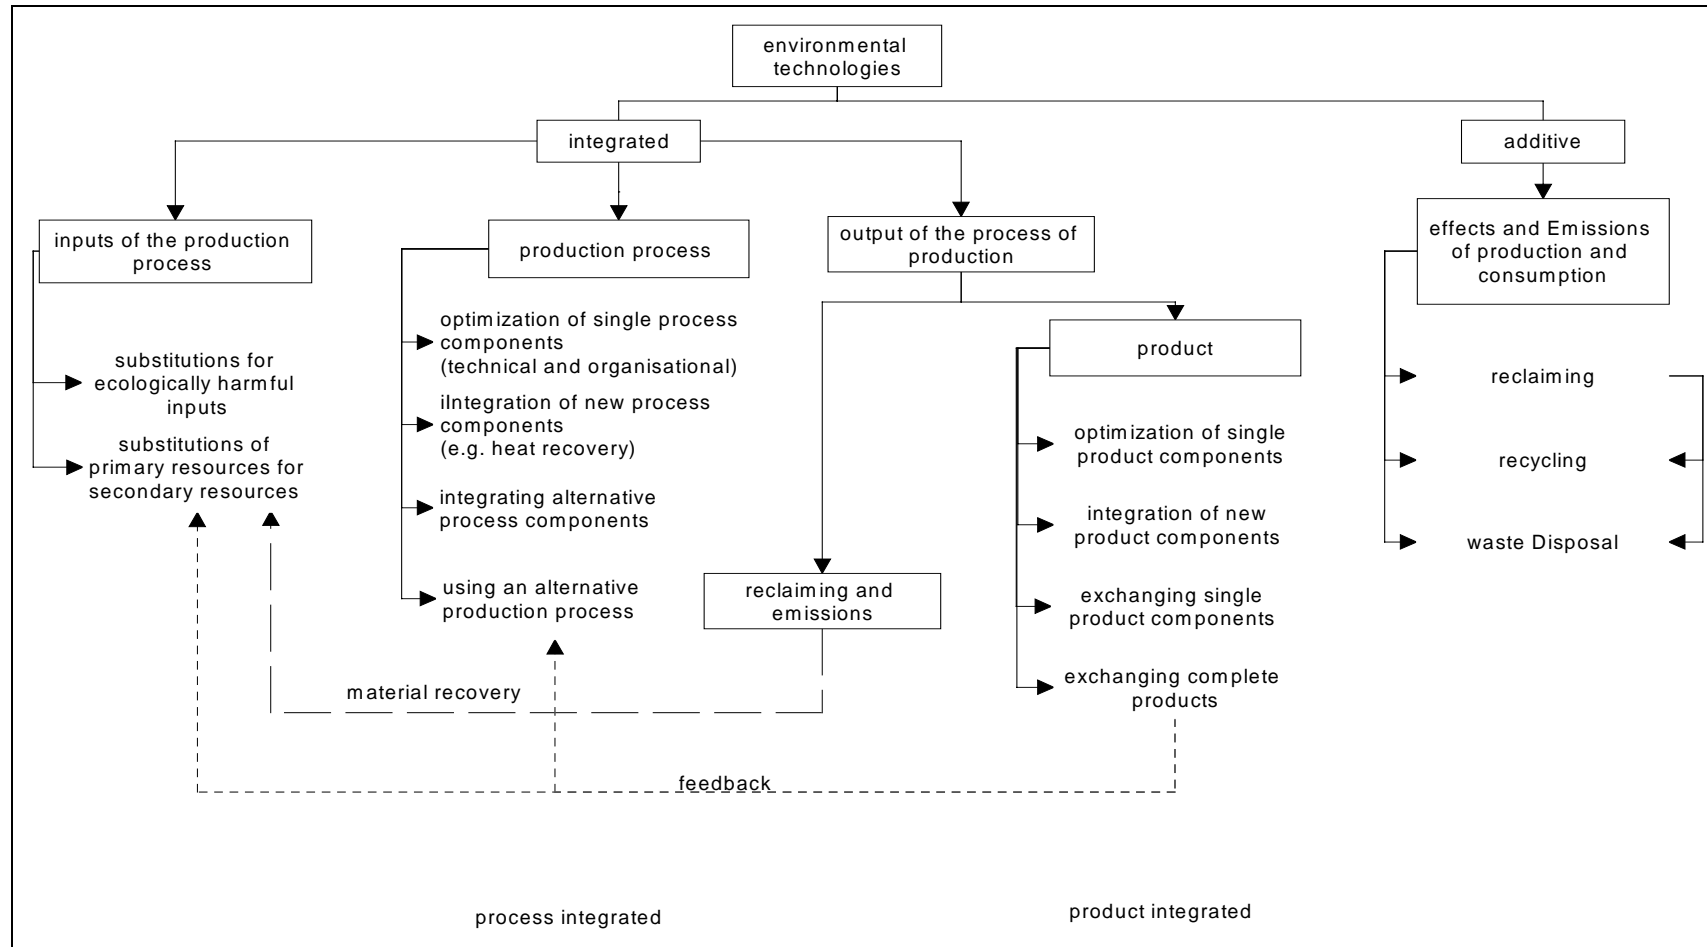 environmental
technologies
integrated
additive
inputs of the production
process
production process
output of the process of
production
effects and Emissions
of production and
consumption
substitutions for
ecologically harmful
inputs
substitutions of
primary resources for
secondary resources
optimization of single process
components
(technical and organisational)
iIntegration of new process
components
(e.g. heat recovery)
integrating alternative
process components
using an alternative
production process
reclaiming and
emissions
product
optimization of single
product components
integration of new
product components
exchanging single
product components
exchanging complete
products
reclaiming
recycling
waste Disposal
material recovery
feedback
process integrated
product integrated